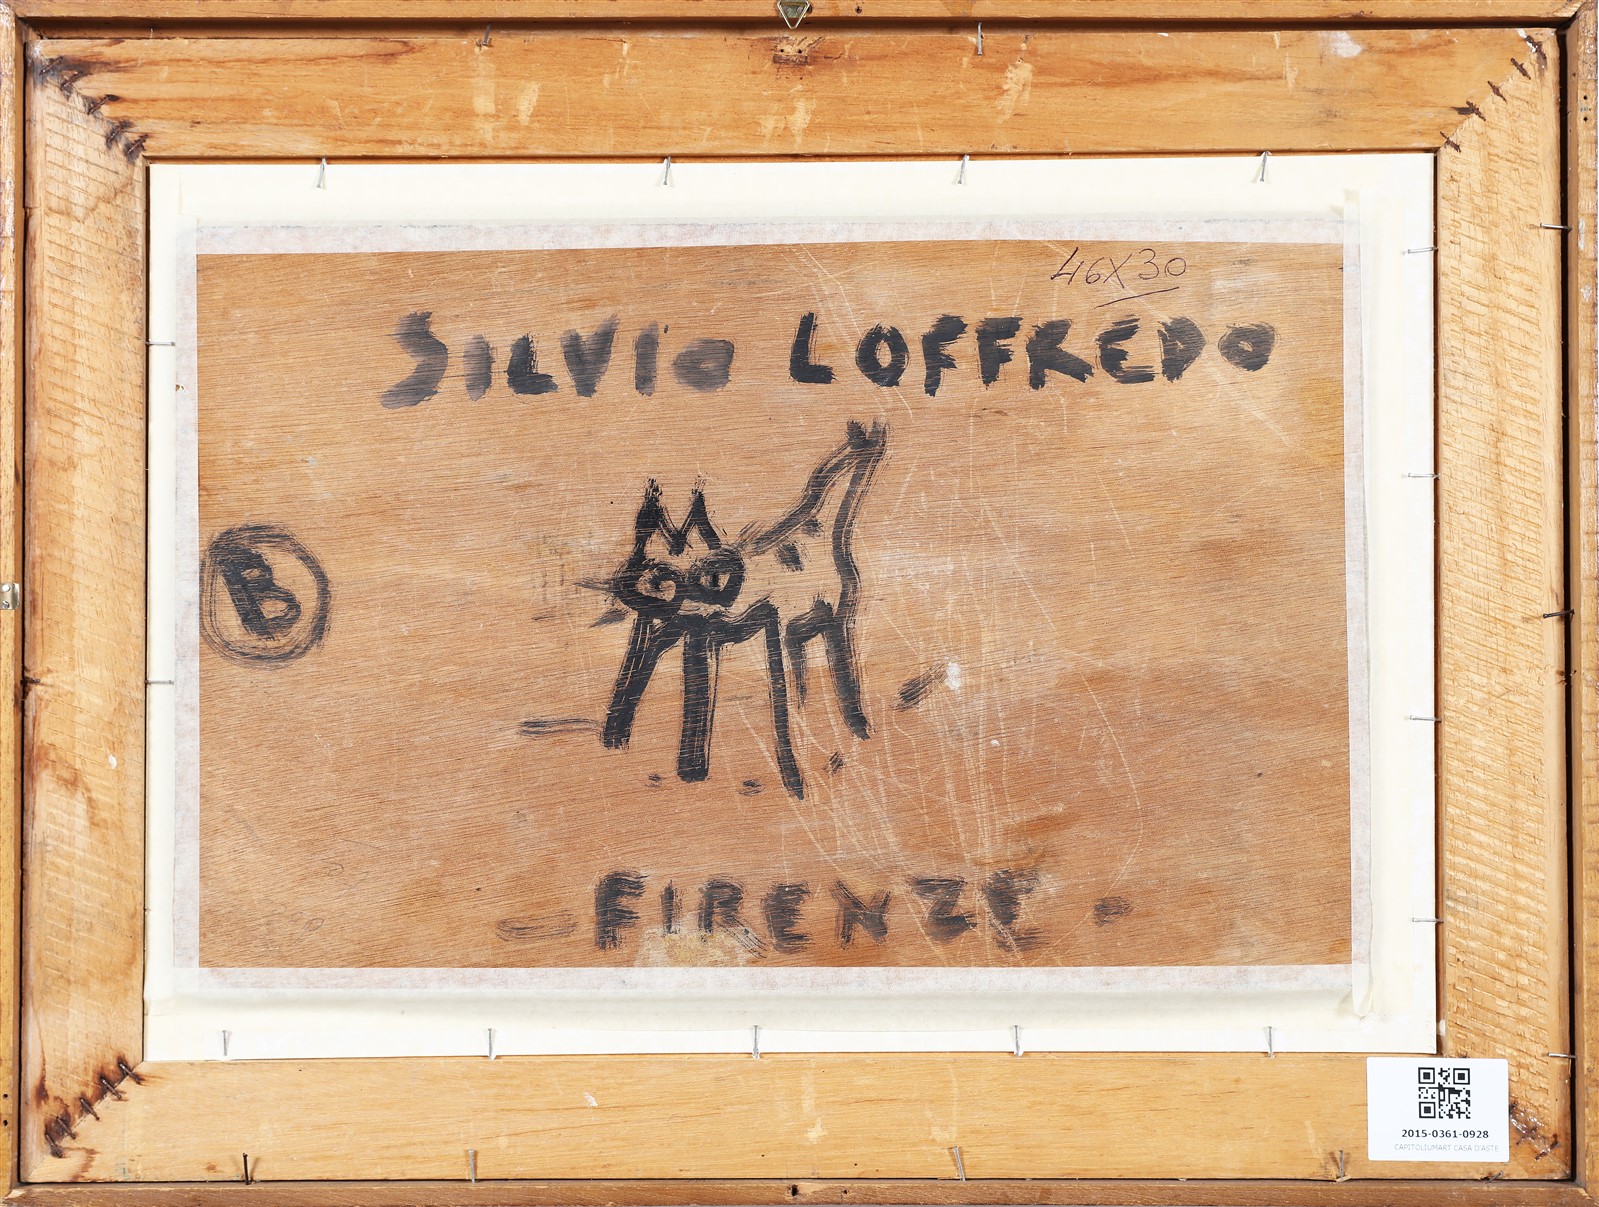 46X30
SILVIO LOFFREDO
B
FIRENZE
2015-0361-0928
CAPITOLIUMART CASA D'ASTE